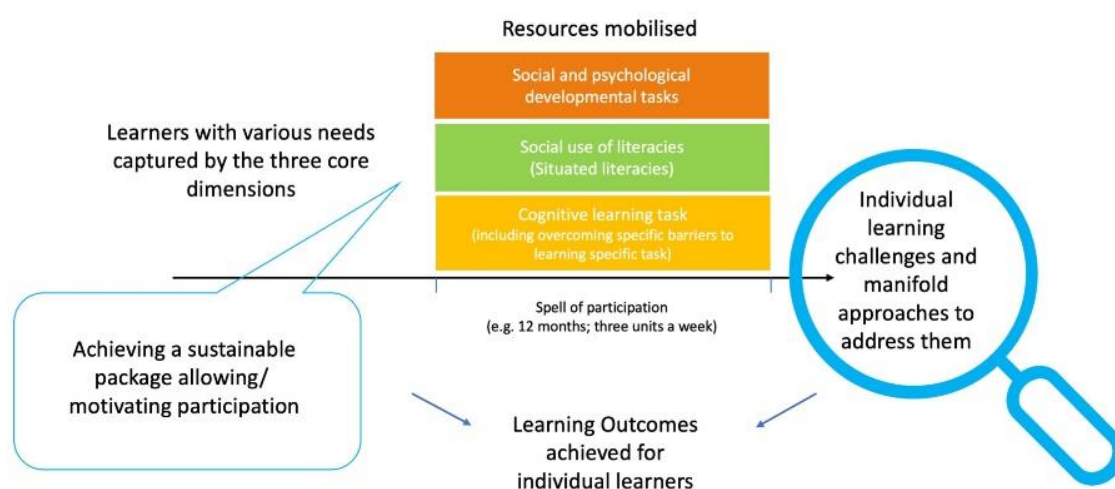 Resources mobilised
Social and psychological
developmental tasks
Learners with various needs
captured by the three core
dimensions
Social use of literacies
(Situated literacies)
Cognitive learning task
(including overcoming specific barriers to
learning specific task)
Individual
learning
challenges and
manifold
approaches to
address them
Spell of participation
(e.g. 12 months; three units a week)
Achieving a sustainable
package allowing/
motivating participation
Learning Outcomes
achieved for
individual learners